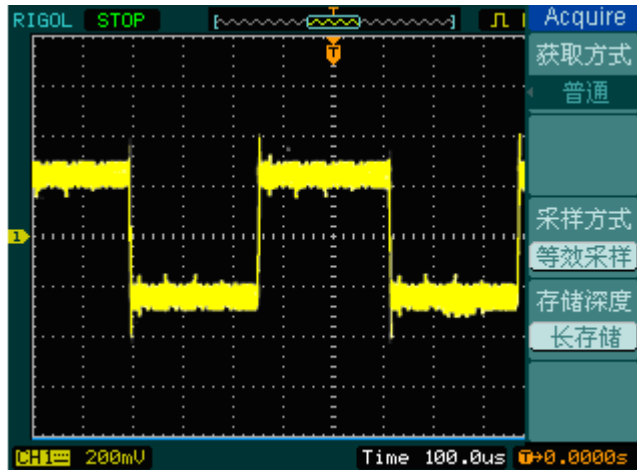 RIGOL STOP
T
Acquire
获取方式
普通
T
采样方式
等效采样
存储深度
长存储
1
CH1 200mV Time 100.0us T→0.0000s